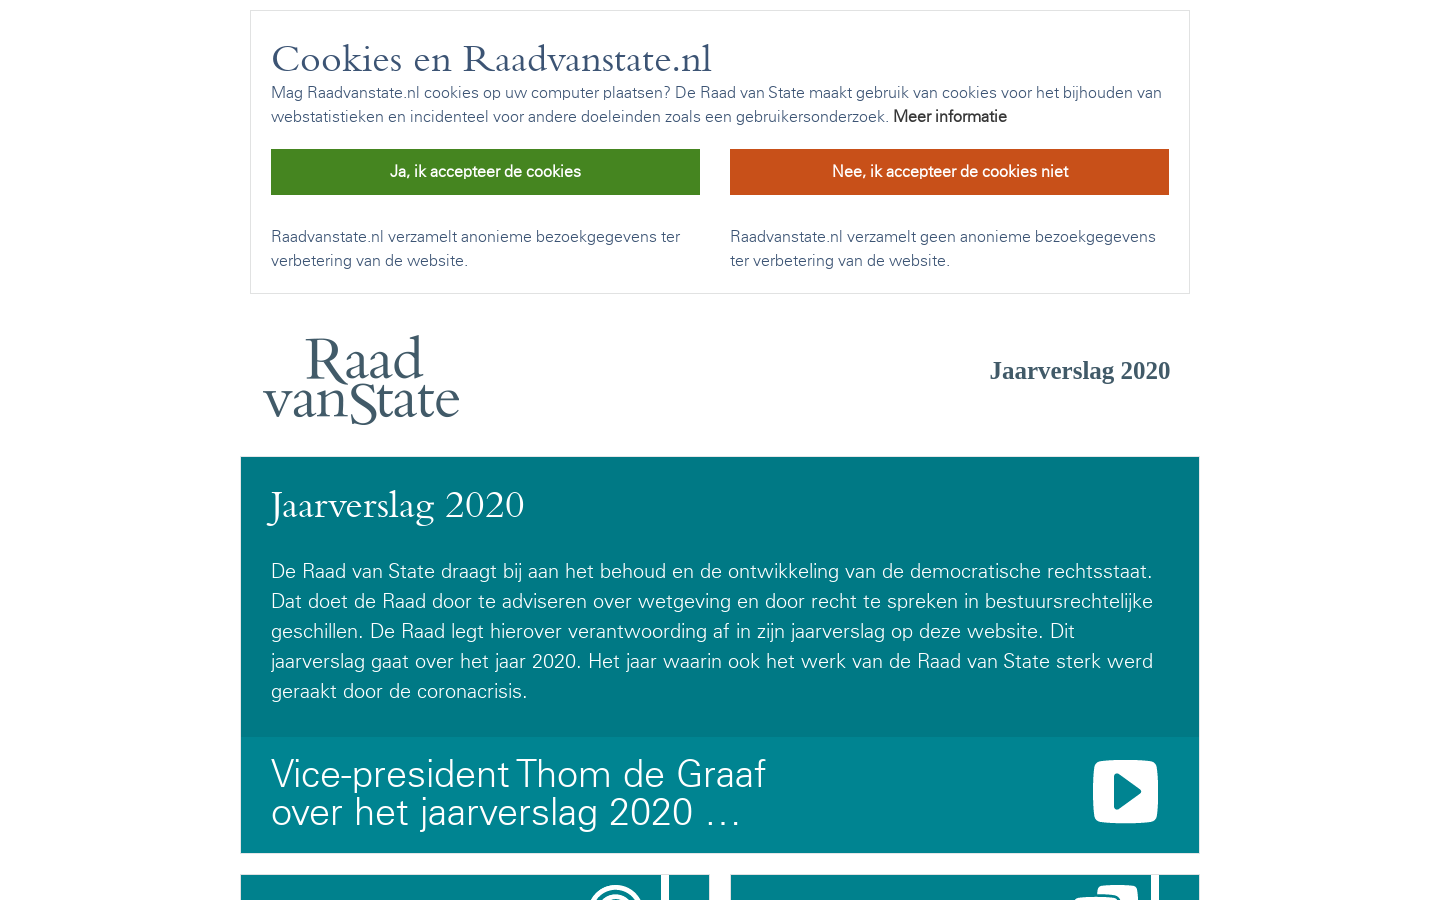 Cookies en Raadvanstate.nl
Mag Raadvanstate.nl cookies op uw computer plaatsen? De Raad van State maakt gebruik van cookies voor het bijhouden van
webstatistieken en incidenteel voor andere doeleinden zoals een gebruikersonderzoek. Meer informatie
Ja, ik accepteer de cookies
Nee, ik accepteer de cookies niet
Raadvanstate.nl verzamelt anonieme bezoekgegevens ter
verbetering van de website.
Raadvanstate.nl verzamelt geen anonieme bezoekgegevens
ter verbetering van de website.
Raad
vanState
Jaarverslag 2020
Jaarverslag 2020
De Raad van State draagt bij aan het behoud en de ontwikkeling van de democratische rechtsstaat.
Dat doet de Raad door te adviseren over wetgeving en door recht te spreken in bestuursrechtelijke
geschillen. De Raad legt hierover verantwoording af in zijn jaarverslag op deze website. Dit
jaarverslag gaat over het jaar 2020. Het jaar waarin ook het werk van de Raad van State sterk werd
geraakt door de coronacrisis.
Vice-president Thom de Graaf
over het jaarverslag 2020 …